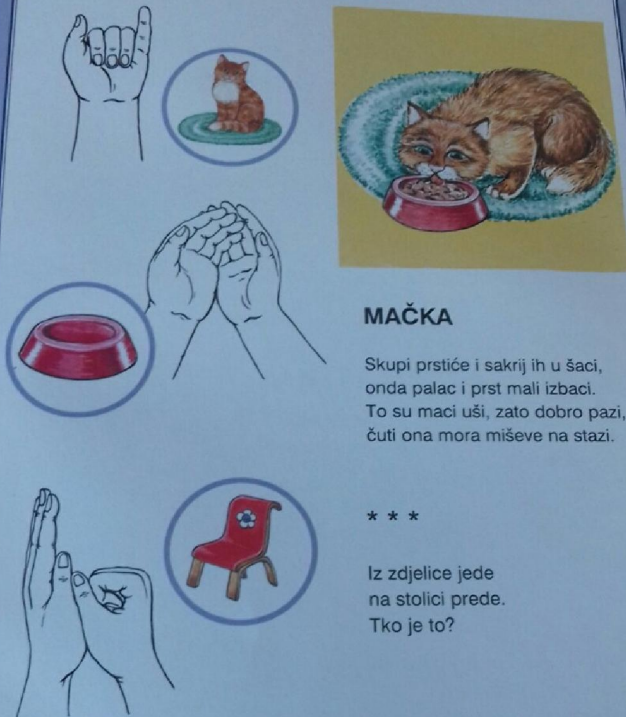 MAČKA
Skupi prstiće i sakrij ih u šaci,
onda palac i prst mali izbaci.
To su maci uši, zato dobro pazi,
čuti ona mora miševe na stazi.
* * *
Iz zdjelice jede
na stolici prede.
Tko je to?